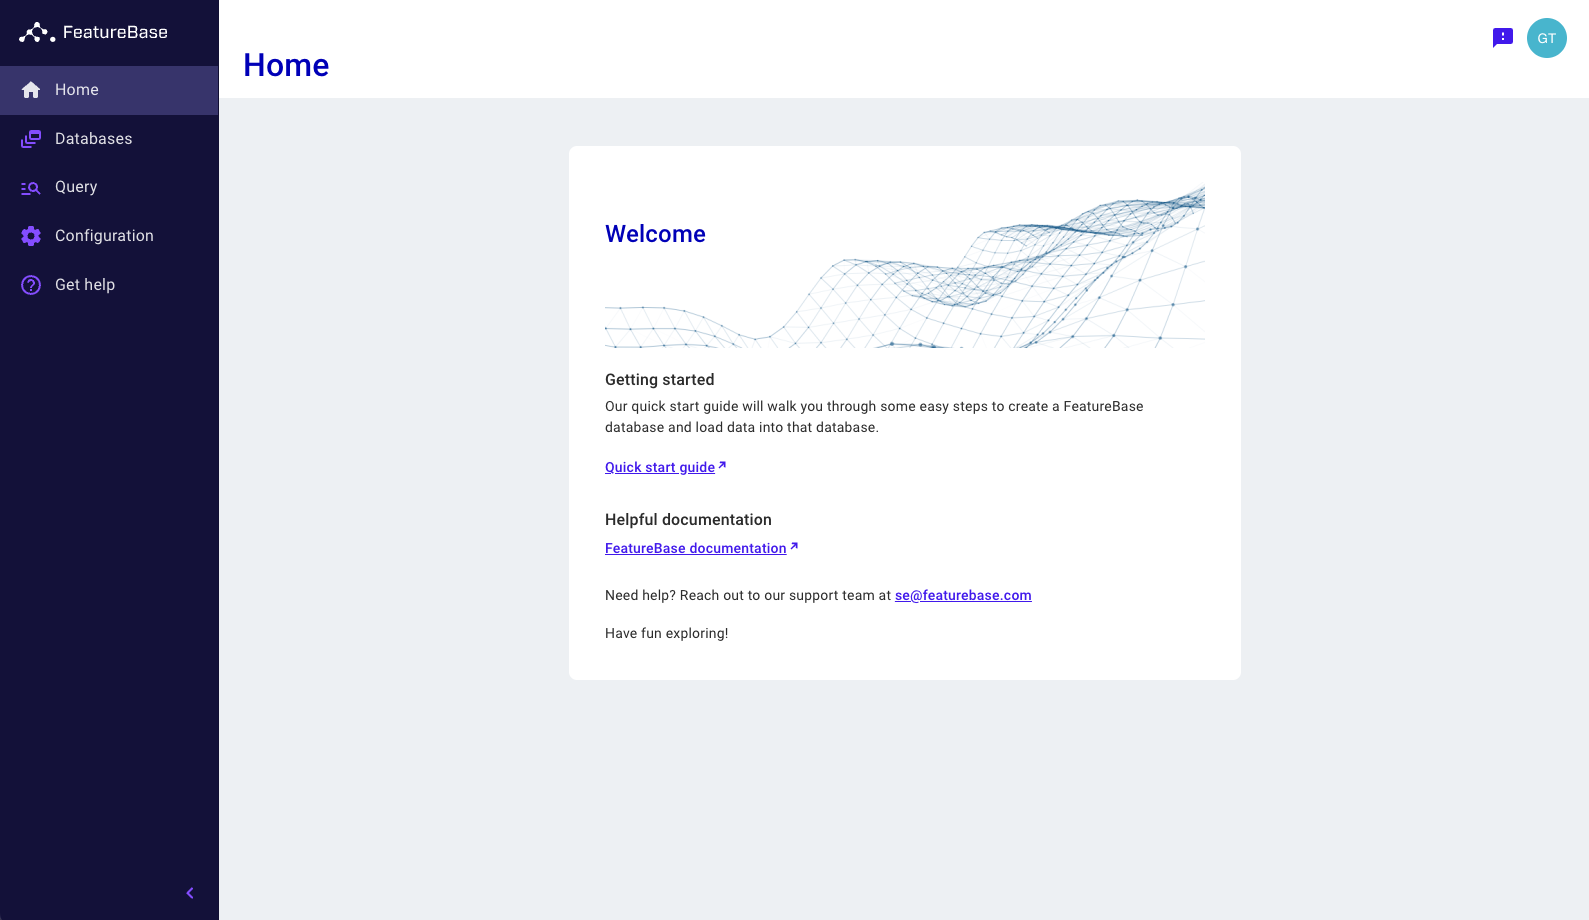 FeatureBase
Home
Databases
Query
Configuration
Get help
Home
GT
Welcome
Getting started
Our quick start guide will walk you through some easy steps to create a FeatureBase
database and load data into that database.
Quick start guide
Helpful documentation
FeatureBase documentation
Need help? Reach out to our support team at se@featurebase.com
Have fun exploring!